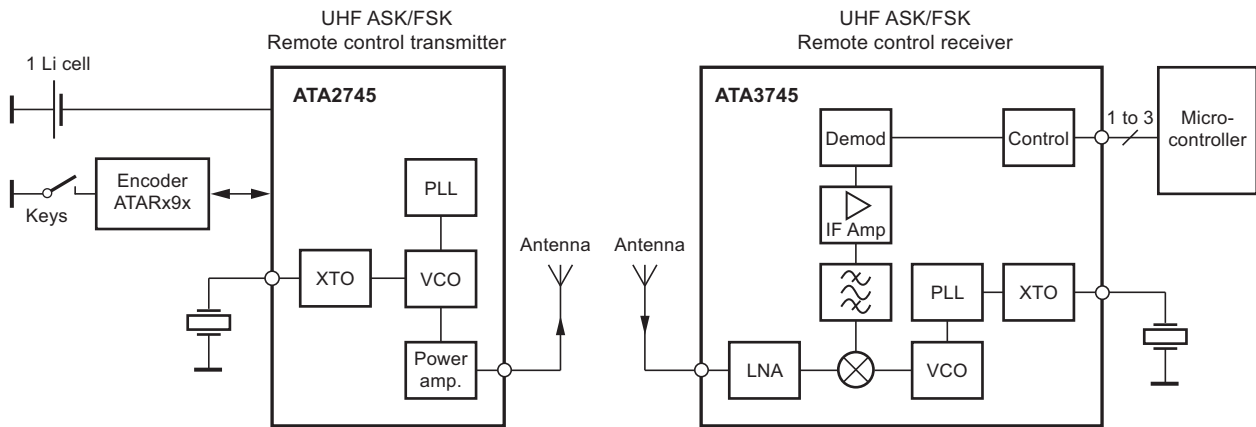 UHF ASK/FSK
Remote control transmitter
1 Li cell
ATA2745
Keys
Encoder
ATARx9x
PLL
XTO
VCO
Power
amp.
Antenna
UHF ASK/FSK
Remote control receiver
Antenna
ATA3745
Demod
Control
1 to 3
Micro-
controller
IF Amp
PLL
XTO
LNA
VCO